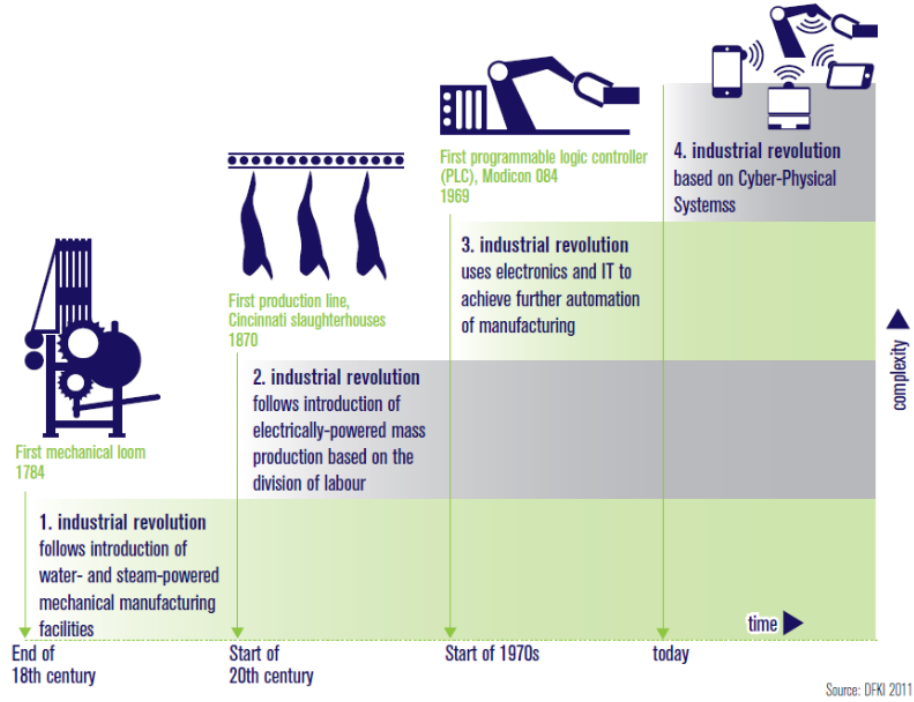 First programmable logic controller
(PLC), Modicon 084
1969
4. industrial revolution
based on Cyber-Physical
Systemss
3. industrial revolution
uses electronics and IT to
achieve further automation
of manufacturing
First production line,
Cincinnati slaughterhouses
1870
2. industrial revolution
follows introduction of
electrically-powered mass
production based on the
division of labour
First mechanical loom
1784
1. industrial revolution
follows introduction of
water- and steam-powered
mechanical manufacturing
facilities
complexity
time
End of
18th century
Start of
20th century
Start of 1970s
today
Source: DFKI 2011